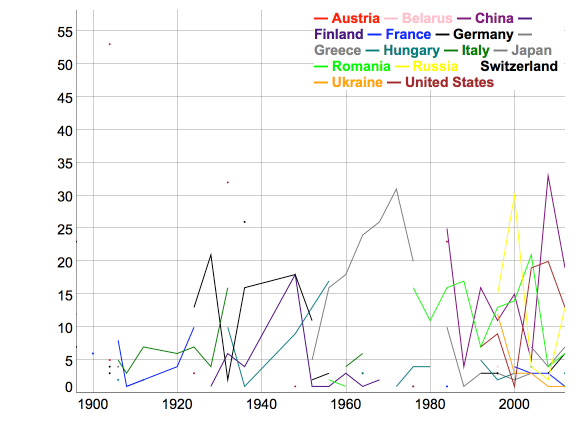 — Austria — Belarus — China —
Finland — France — Germany —
Greece — Hungary — Italy — Japan
— Romania — Russia Switzerland
— Ukraine — United States
55
50
45
40
35
30
25
20
15
10
5
0
1900 1920 1940 1960 1980 2000